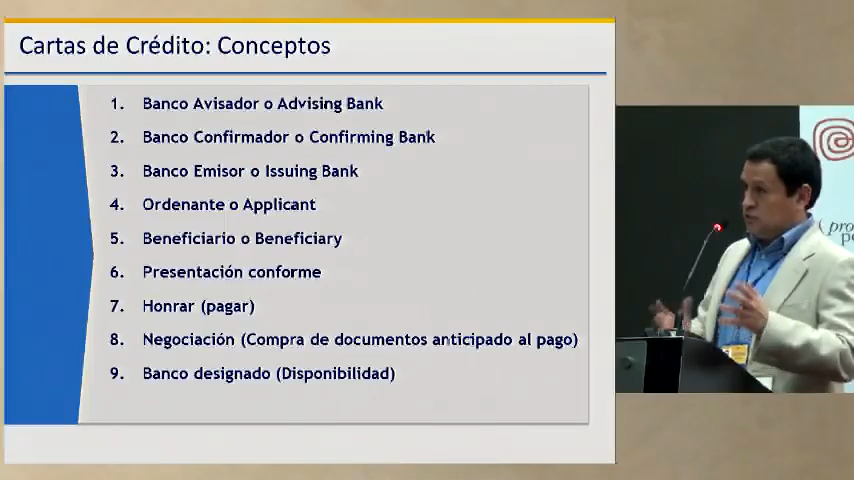 Cartas de Crédito: Conceptos
1. Banco Avisador o Advising Bank
2. Banco Confirmador o Confirming Bank
3. Banco Emisor o Issuing Bank
4. Ordenante o Applicant
5. Beneficiario o Beneficiary
6. Presentación conforme
7. Honrar (pagar)
8. Negociación (Compra de documentos anticipado al pago)
9. Banco designado (Disponibilidad)